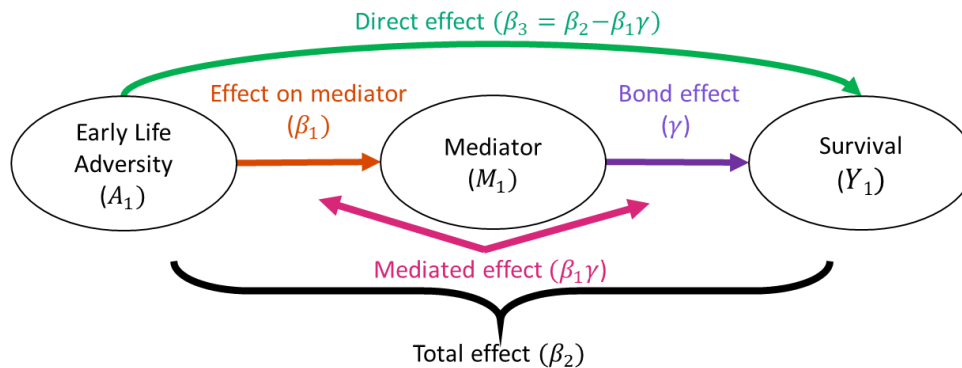 Direct effect (β₃ = β₂−β₁γ)
Effect on mediator
(β₁)
Bond effect
(γ)
Early Life
Adversity
(A₁)
Mediator
(M₁)
Survival
(Y₁)
Mediated effect (β₁γ)
Total effect (β₂)